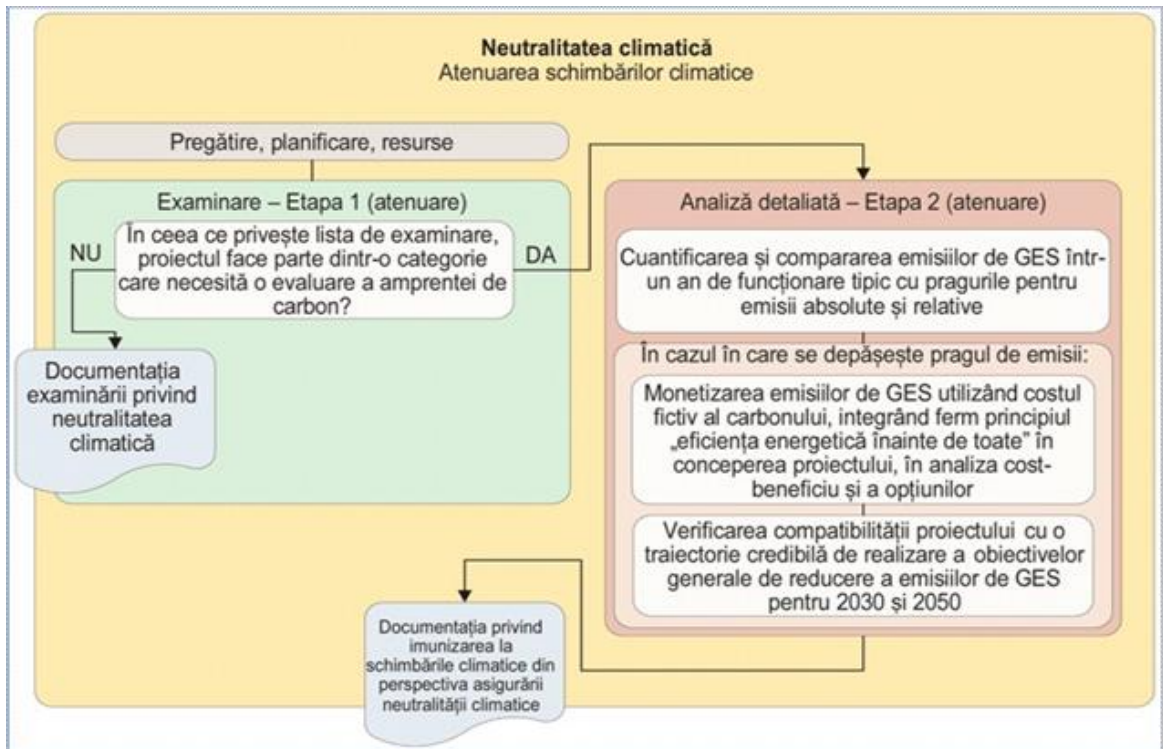 Neutralitatea climatică
Atenuarea schimbărilor climatice
Pregătire, planificare, resurse
Examinare – Etapa 1 (atenuare)
În ceea ce privește lista de examinare,
proiectul face parte dintr-o categorie
care necesită o evaluare a amprentei de
carbon?
NU
DA
Documentația
examinării privind
neutralitatea
climatică
Analiză detaliată – Etapa 2 (atenuare)
Cuantificarea și compararea emisiilor de GES într-
un an de funcționare tipic cu pragurile pentru
emisii absolute și relative
În cazul în care se depășește pragul de emisii:
Monetizarea emisiilor de GES utilizând costul
fictiv al carbonului, integrând ferm principiul
„eficiența energetică înainte de toate” în
conceperea proiectului, în analiza cost-
beneficiu și a opțiunilor
Verificarea compatibilității proiectului cu o
traiectorie credibilă de realizare a obiectivelor
generale de reducere a emisiilor de GES
pentru 2030 și 2050
Documentația privind
imunizarea la
schimbările climatice din
perspectiva asigurării
neutralității climatice